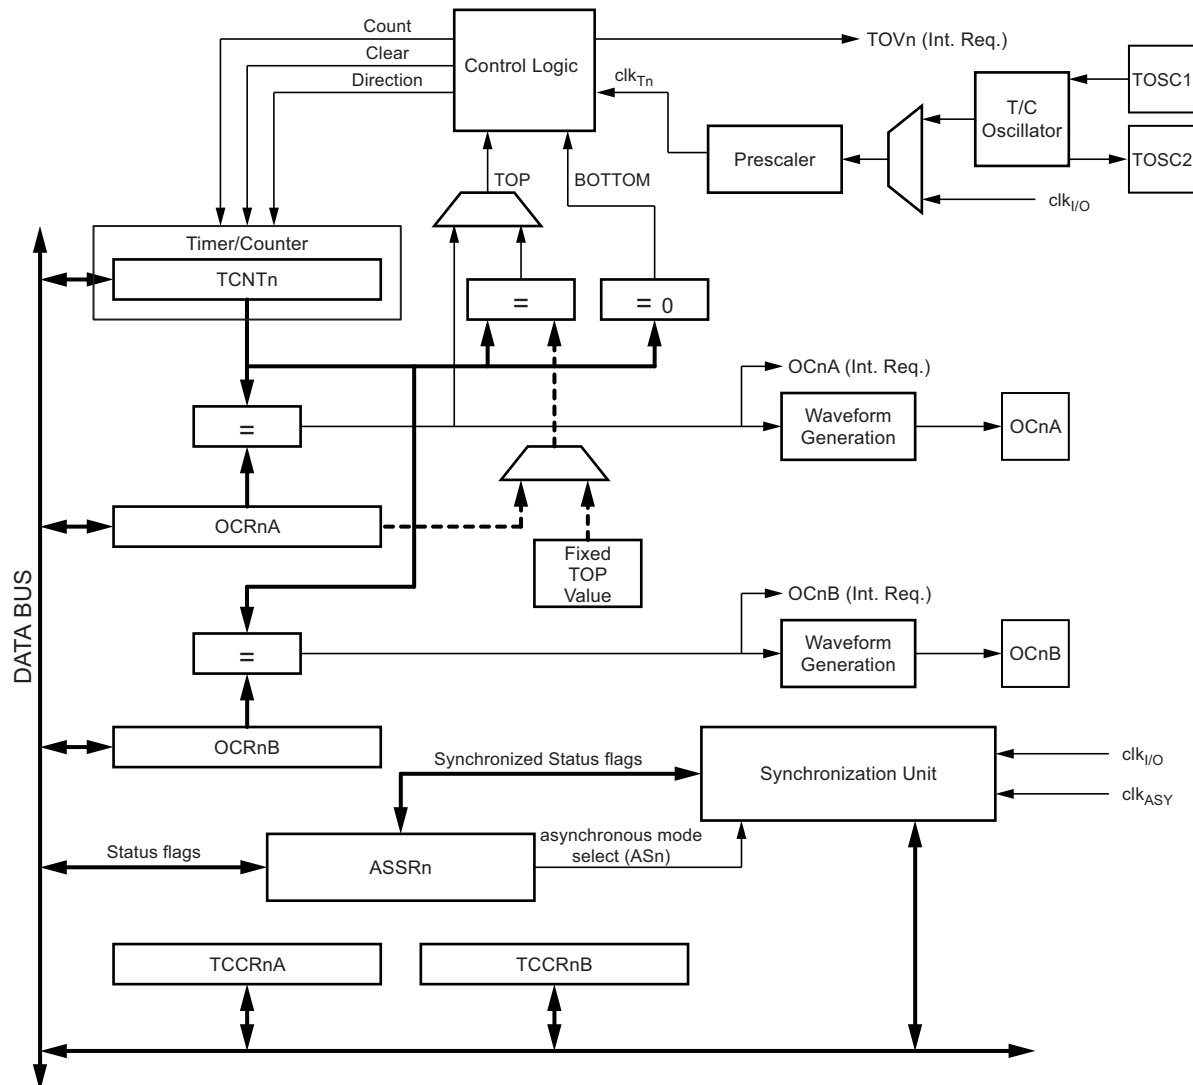 Count
Clear
Direction
Control Logic
TOVn (Int. Req.)
clkTn
T/C
Oscillator
TOSC1
TOSC2
Prescaler
clkI/O
TOP
BOTTOM
Timer/Counter
TCNTn
=
= 0
OCnA (Int. Req.)
=
Waveform
Generation
OCnA
OCRnA
Fixed
TOP
Value
DATA BUS
OCnB (Int. Req.)
=
Waveform
Generation
OCnB
OCRnB
Synchronized Status flags
Synchronization Unit
clkI/O
clkASY
Status flags
ASSRn
asynchronous mode
select (ASn)
TCCRnA
TCCRnB